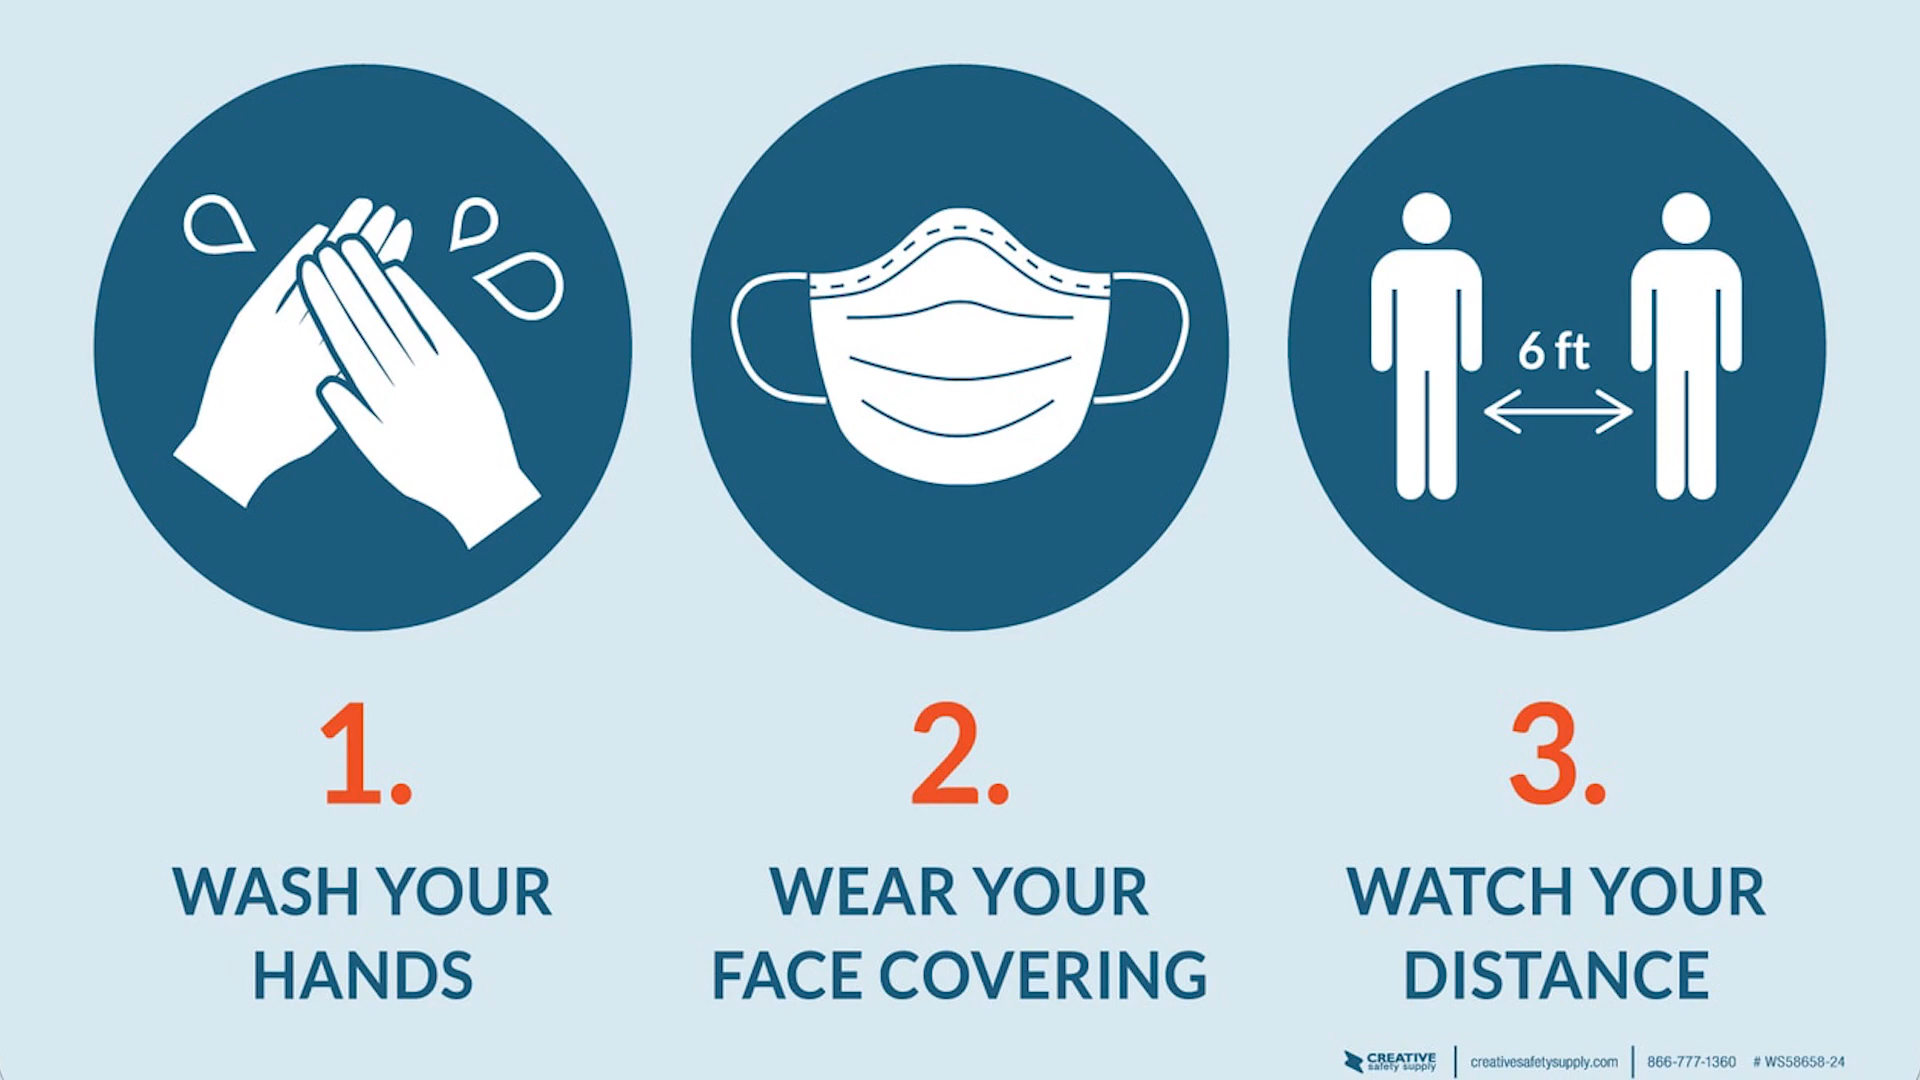 6 ft
1.
WASH YOUR
HANDS
2.
WEAR YOUR
FACE COVERING
3.
WATCH YOUR
DISTANCE
CREATIVE
safety supply
creativesafetysupply.com
866-777-1360
# WS58658-24